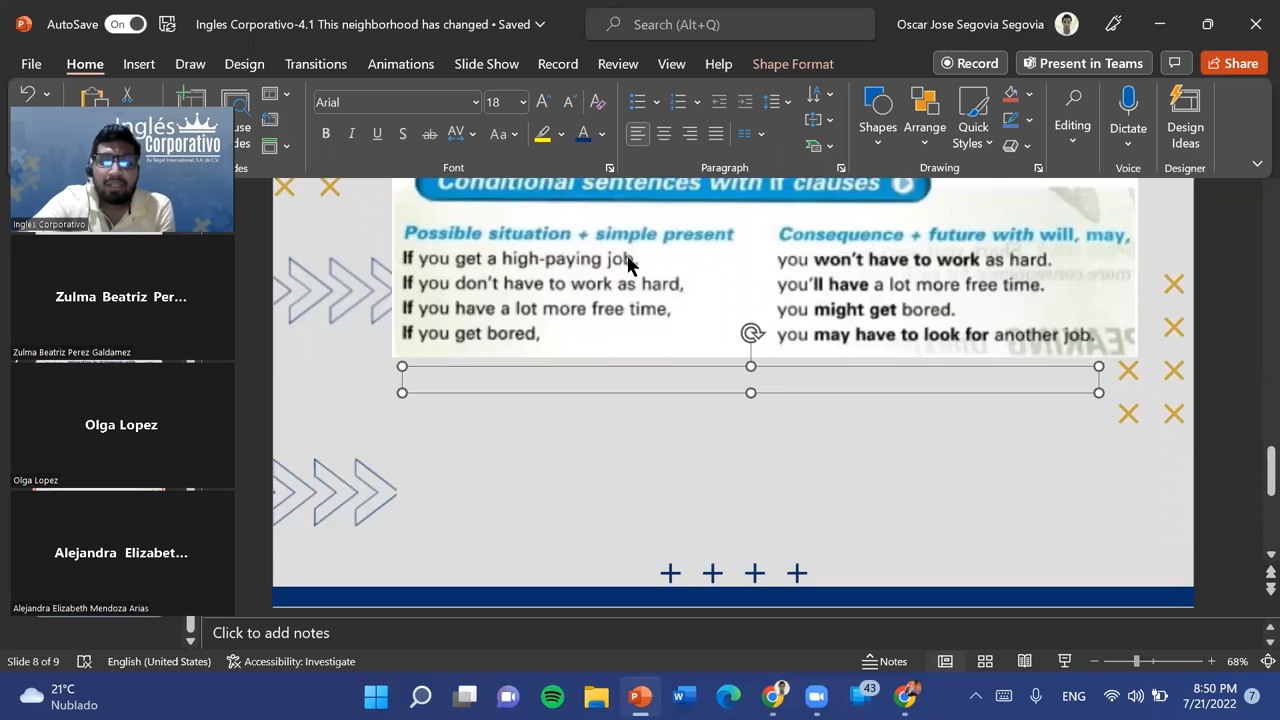 AutoSave On Ingles Corporativo-4.1 This neighborhood has changed • Saved Search (Alt+Q) Oscar Jose Segovia Segovia
File Home Insert Draw Design Transitions Animations Slide Show Record Review View Help Shape Format Record Present in Teams Share
Arial 18
Shapes Arrange Quick Styles Editing Dictate Design Ideas
Font Paragraph Drawing Voice Designer
Inglés Corporativo
By Regal International, S.A. de C.V.
Ingles Corporativo
Zulma Beatriz Per...
Zulma Beatriz Perez Galdamez
Olga Lopez
Olga Lopez
Alejandra Elizabet...
Alejandra Elizabeth Mendoza Arias
Conditional sentences with if clauses
Possible situation + simple present Consequence + future with will, may,
If you get a high-paying job, you won't have to work as hard.
If you don't have to work as hard, you'll have a lot more free time.
If you have a lot more free time, you might get bored.
If you get bored, you may have to look for another job.
Click to add notes
Slide 8 of 9 English (United States) Accessibility: Investigate Notes 68%
21°C
Nublado
43
ENG
8:50 PM
7/21/2022
7